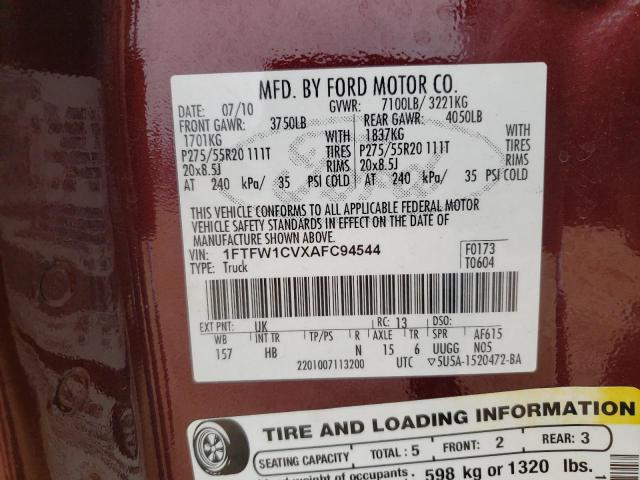 MFD. BY FORD MOTOR CO.
DATE: 07/10 GVWR: 7100LB/ 3221KG
FRONT GAWR: 3750LB REAR GAWR: 4050LB
1701KG WITH 1837KG WITH
P275/55R20 111T TIRES P275/55R20 111T TIRES
20x8.5J RIMS 20x8.5J RIMS
AT 240 kPa/ 35 PSI COLD AT 240 kPa/ 35 PSI COLD
THIS VEHICLE CONFORMS TO ALL APPLICABLE FEDERAL MOTOR
VEHICLE SAFETY STANDARDS IN EFFECT ON THE DATE OF
MANUFACTURE SHOWN ABOVE.
VIN: 1FTFW1CVXAFC94544 F0173
TYPE: Truck T0604
EXT PNT: UK RC: 13 DSO:
WB INT TR TP/PS R AXLE TR SPR AF615
157 HB N 15 6 UUGG N05
2201007113200 UTC ▽5U5A-1520472-BA
TIRE AND LOADING INFORMATION
SEATING CAPACITY TOTAL: 5 FRONT: 2 REAR: 3
weight of occupants 598 kg or 1320 lbs.